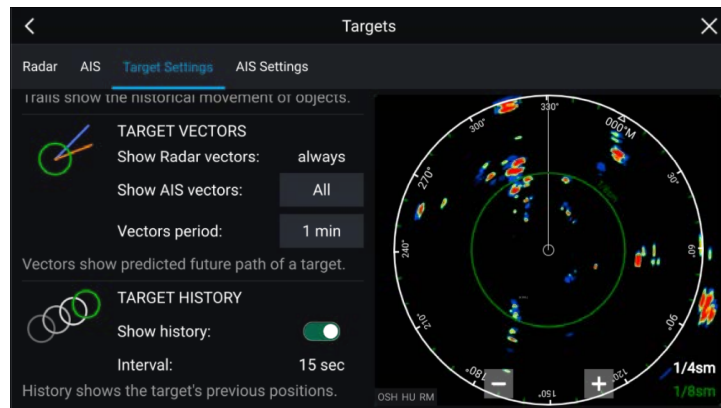 Targets
Radar AIS Target Settings AIS Settings
Trails show the historical movement of objects.
TARGET VECTORS
Show Radar vectors: always
Show AIS vectors: All
Vectors period: 1 min
Vectors show predicted future path of a target.
TARGET HISTORY
Show history:
Interval: 15 sec
History shows the target's previous positions.
330°
000°M
30°
60°
90°
120°
150°
180°
210°
240°
270°
300°
1/8sm
OSH HU RM
1/4sm
1/8sm